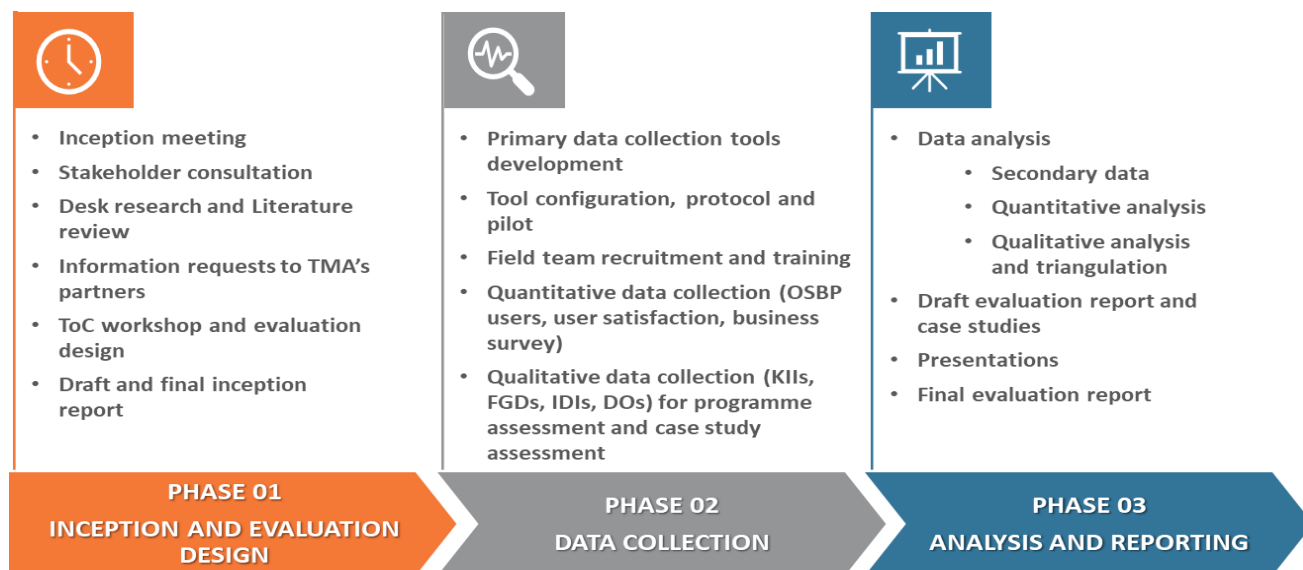 • Inception meeting
• Stakeholder consultation
• Desk research and Literature
review
• Information requests to TMA's
partners
• ToC workshop and evaluation
design
• Draft and final inception
report
PHASE 01
INCEPTION AND EVALUATION
DESIGN
• Primary data collection tools
development
• Tool configuration, protocol and
pilot
• Field team recruitment and training
• Quantitative data collection (OSBP
users, user satisfaction, business
survey)
• Qualitative data collection (KIIs,
FGDs, IDIs, DOs) for programme
assessment and case study
assessment
PHASE 02
DATA COLLECTION
• Data analysis
• Secondary data
• Quantitative analysis
• Qualitative analysis
and triangulation
• Draft evaluation report and
case studies
• Presentations
• Final evaluation report
PHASE 03
ANALYSIS AND REPORTING